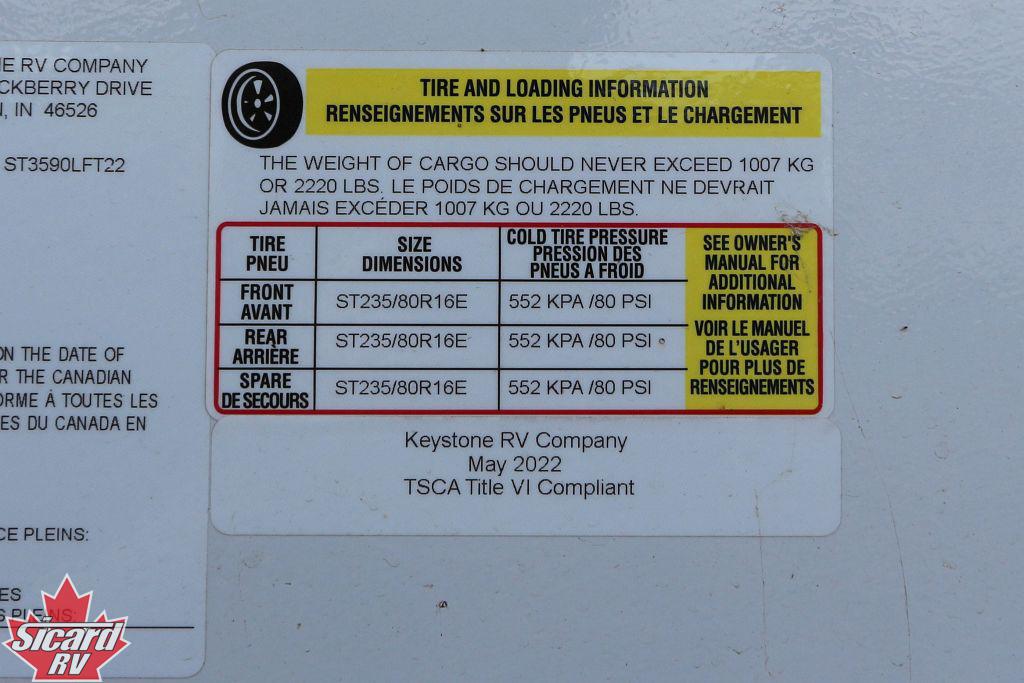 E RV COMPANY
CKBERRY DRIVE
, IN 46526
ST3590LFT22
ON THE DATE OF
R THE CANADIAN
ORME À TOUTES LES
ES DU CANADA EN
CE PLEINS:
ES
S PLEINS:
TIRE AND LOADING INFORMATION
RENSEIGNEMENTS SUR LES PNEUS ET LE CHARGEMENT
THE WEIGHT OF CARGO SHOULD NEVER EXCEED 1007 KG
OR 2220 LBS. LE POIDS DE CHARGEMENT NE DEVRAIT
JAMAIS EXCÉDER 1007 KG OU 2220 LBS.
TIRE
PNEU
SIZE
DIMENSIONS
COLD TIRE PRESSURE
PRESSION DES
PNEUS A FROID
FRONT
AVANT
ST235/80R16E
552 KPA /80 PSI
REAR
ARRIÈRE
ST235/80R16E
552 KPA /80 PSI
SPARE
DE SECOURS
ST235/80R16E
552 KPA /80 PSI
SEE OWNER'S
MANUAL FOR
ADDITIONAL
INFORMATION
VOIR LE MANUEL
DE L'USAGER
POUR PLUS DE
RENSEIGNEMENTS
Keystone RV Company
May 2022
TSCA Title VI Compliant
Sicard
RV